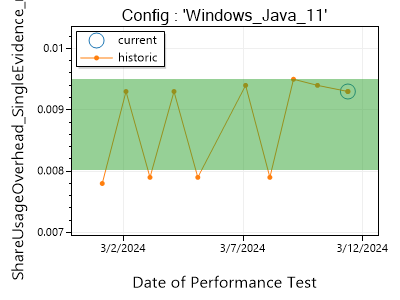 Config : 'Windows_Java_11'
current
historic
0.01
0.009
0.008
0.007
3/2/2024
3/7/2024
3/12/2024
Date of Performance Test
ShareUsageOverhead_SingleEvidence_